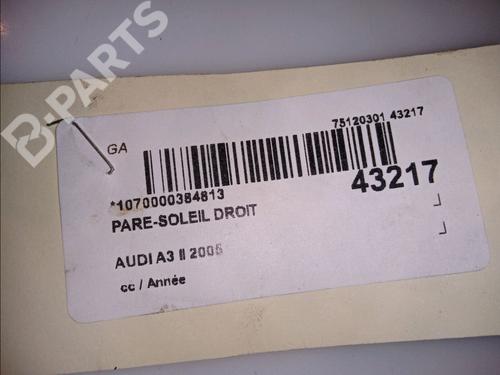 B-PARTS
GA
75120301 43217
*1070000384813
43217
PARE-SOLEIL DROIT
AUDI A3 II 2005
cc / Année